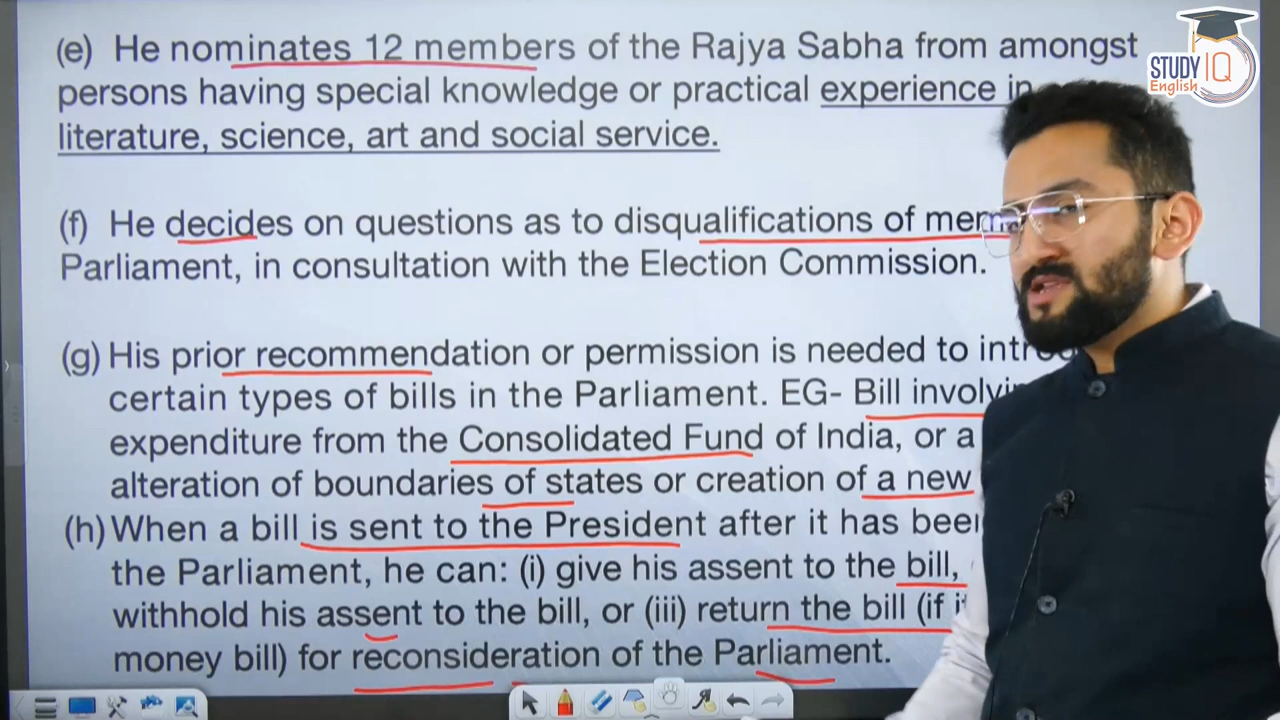 (e) He nominates 12 members of the Rajya Sabha from amongst
persons having special knowledge or practical experience in
literature, science, art and social service.
(f) He decides on questions as to disqualifications of
Parliament, in consultation with the Election Commission.
(g) His prior recommendation or permission is needed to
certain types of bills in the Parliament. EG- Bill
expenditure from the Consolidated Fund of India, or a
alteration of boundaries of states or creation of a new
(h) When a bill is sent to the President after it has
the Parliament, he can: (i) give his assent to the bill,
withhold his assent to the bill, or (iii) return the bill (if
money bill) for reconsideration of the Parliament.
STUDY IQ
English